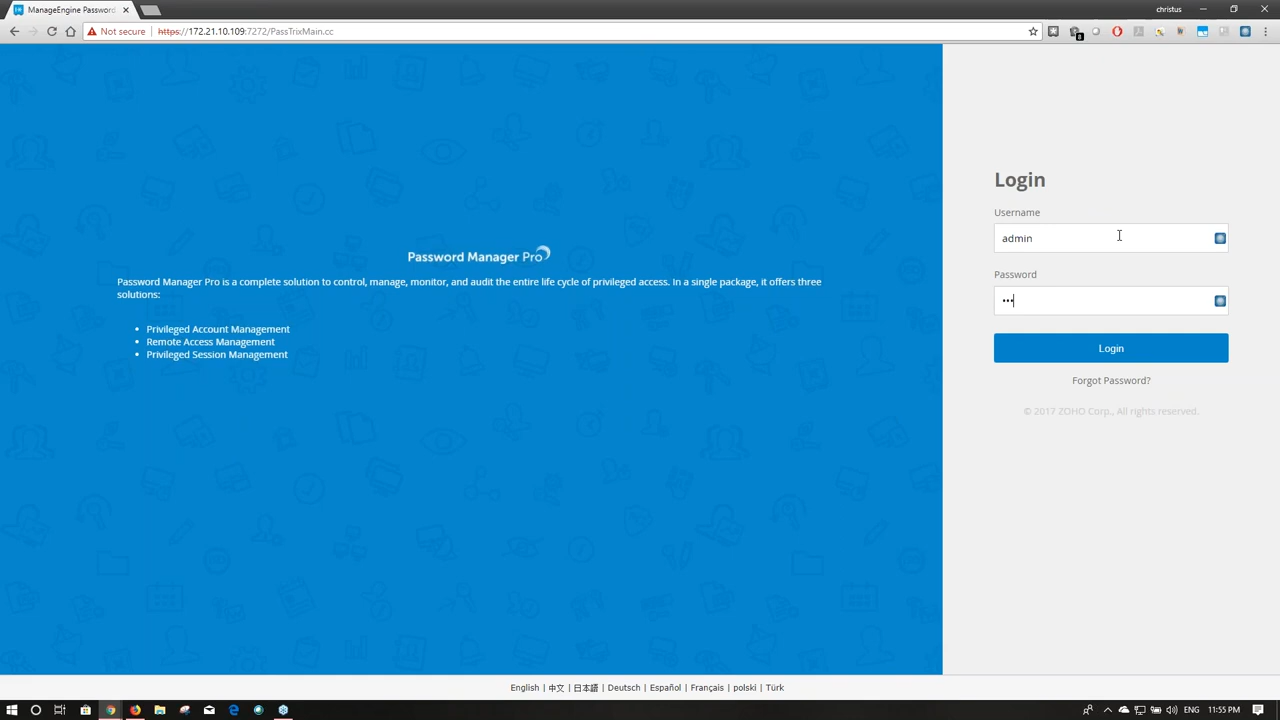 ManageEngine Password
christus
Not secure | https://172.21.10.109:7272/PassTrixMain.cc
8
Login
Username
admin
Password
•••
Login
Forgot Password?
© 2017 ZOHO Corp., All rights reserved.
Password Manager Pro
Password Manager Pro is a complete solution to control, manage, monitor, and audit the entire life cycle of privileged access. In a single package, it offers three
solutions:
• Privileged Account Management
• Remote Access Management
• Privileged Session Management
English | 中文 | 日本語 | Deutsch | Español | Français | polski | Türk
ENG 11:55 PM